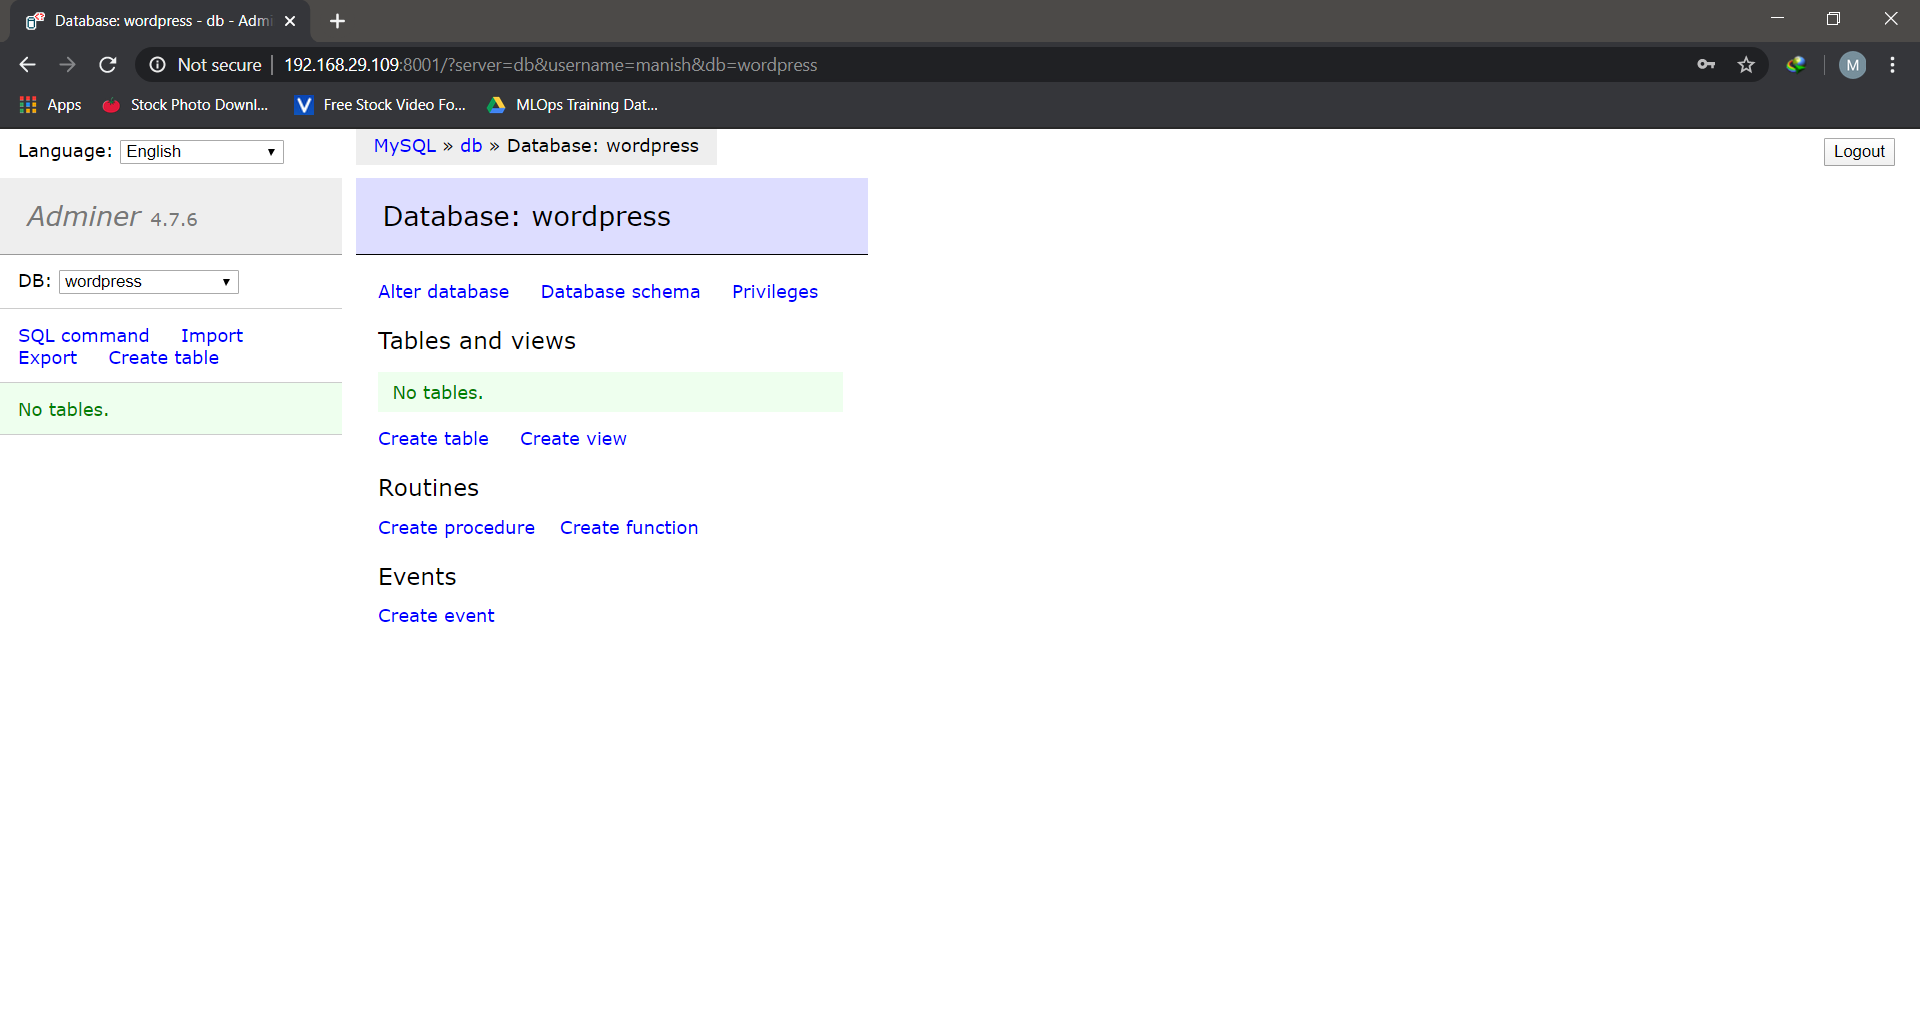 Database: wordpress - db - Admi
Not secure
192.168.29.109:8001/?server=db&username=manish&db=wordpress
M
Apps
Stock Photo Downl...
V
Free Stock Video Fo...
MLOps Training Dat...
Language: English
MySQL » db » Database: wordpress
Logout
Adminer 4.7.6
DB: wordpress
SQL command Import
Export Create table
No tables.
Database: wordpress
Alter database Database schema Privileges
Tables and views
No tables.
Create table Create view
Routines
Create procedure Create function
Events
Create event